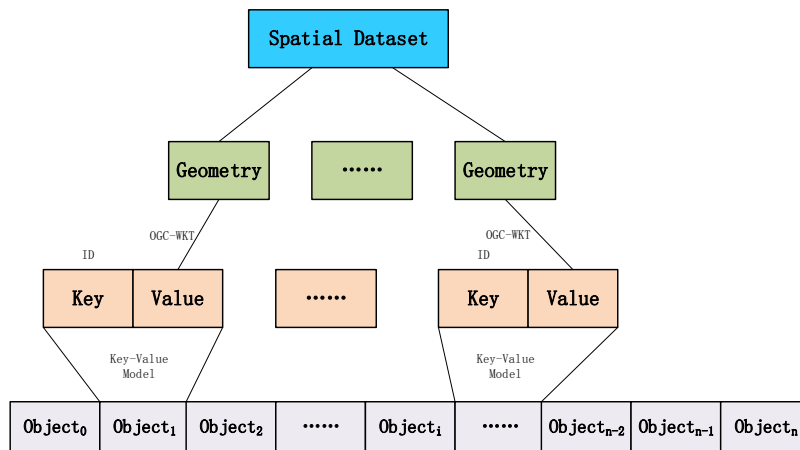 Spatial Dataset
Geometry
……
Geometry
OGC-WKT
OGC-WKT
ID
ID
Key
Value
……
Key
Value
Key-Value
Model
Key-Value
Model
Object₀
Object₁
Object₂
……
Objectᵢ
……
Objectₙ₋₂
Objectₙ₋₁
Objectₙ